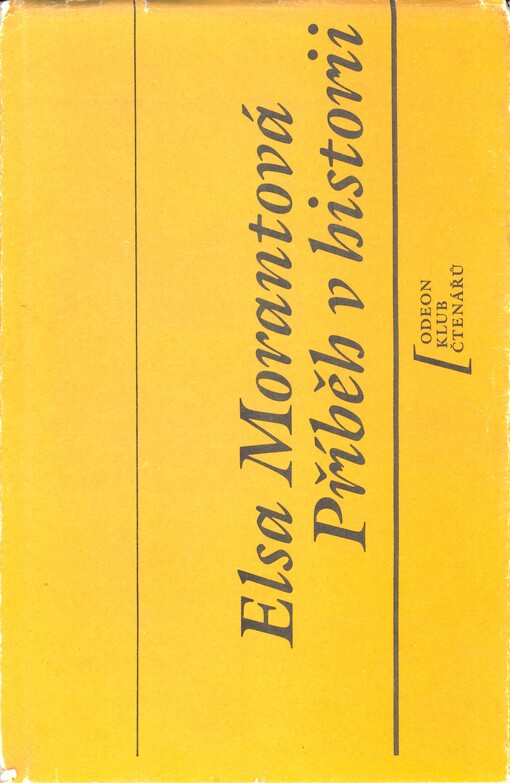 Elsa Morantová
Příběh v historii
ODEON
KLUB
ČTENÁŘŮ